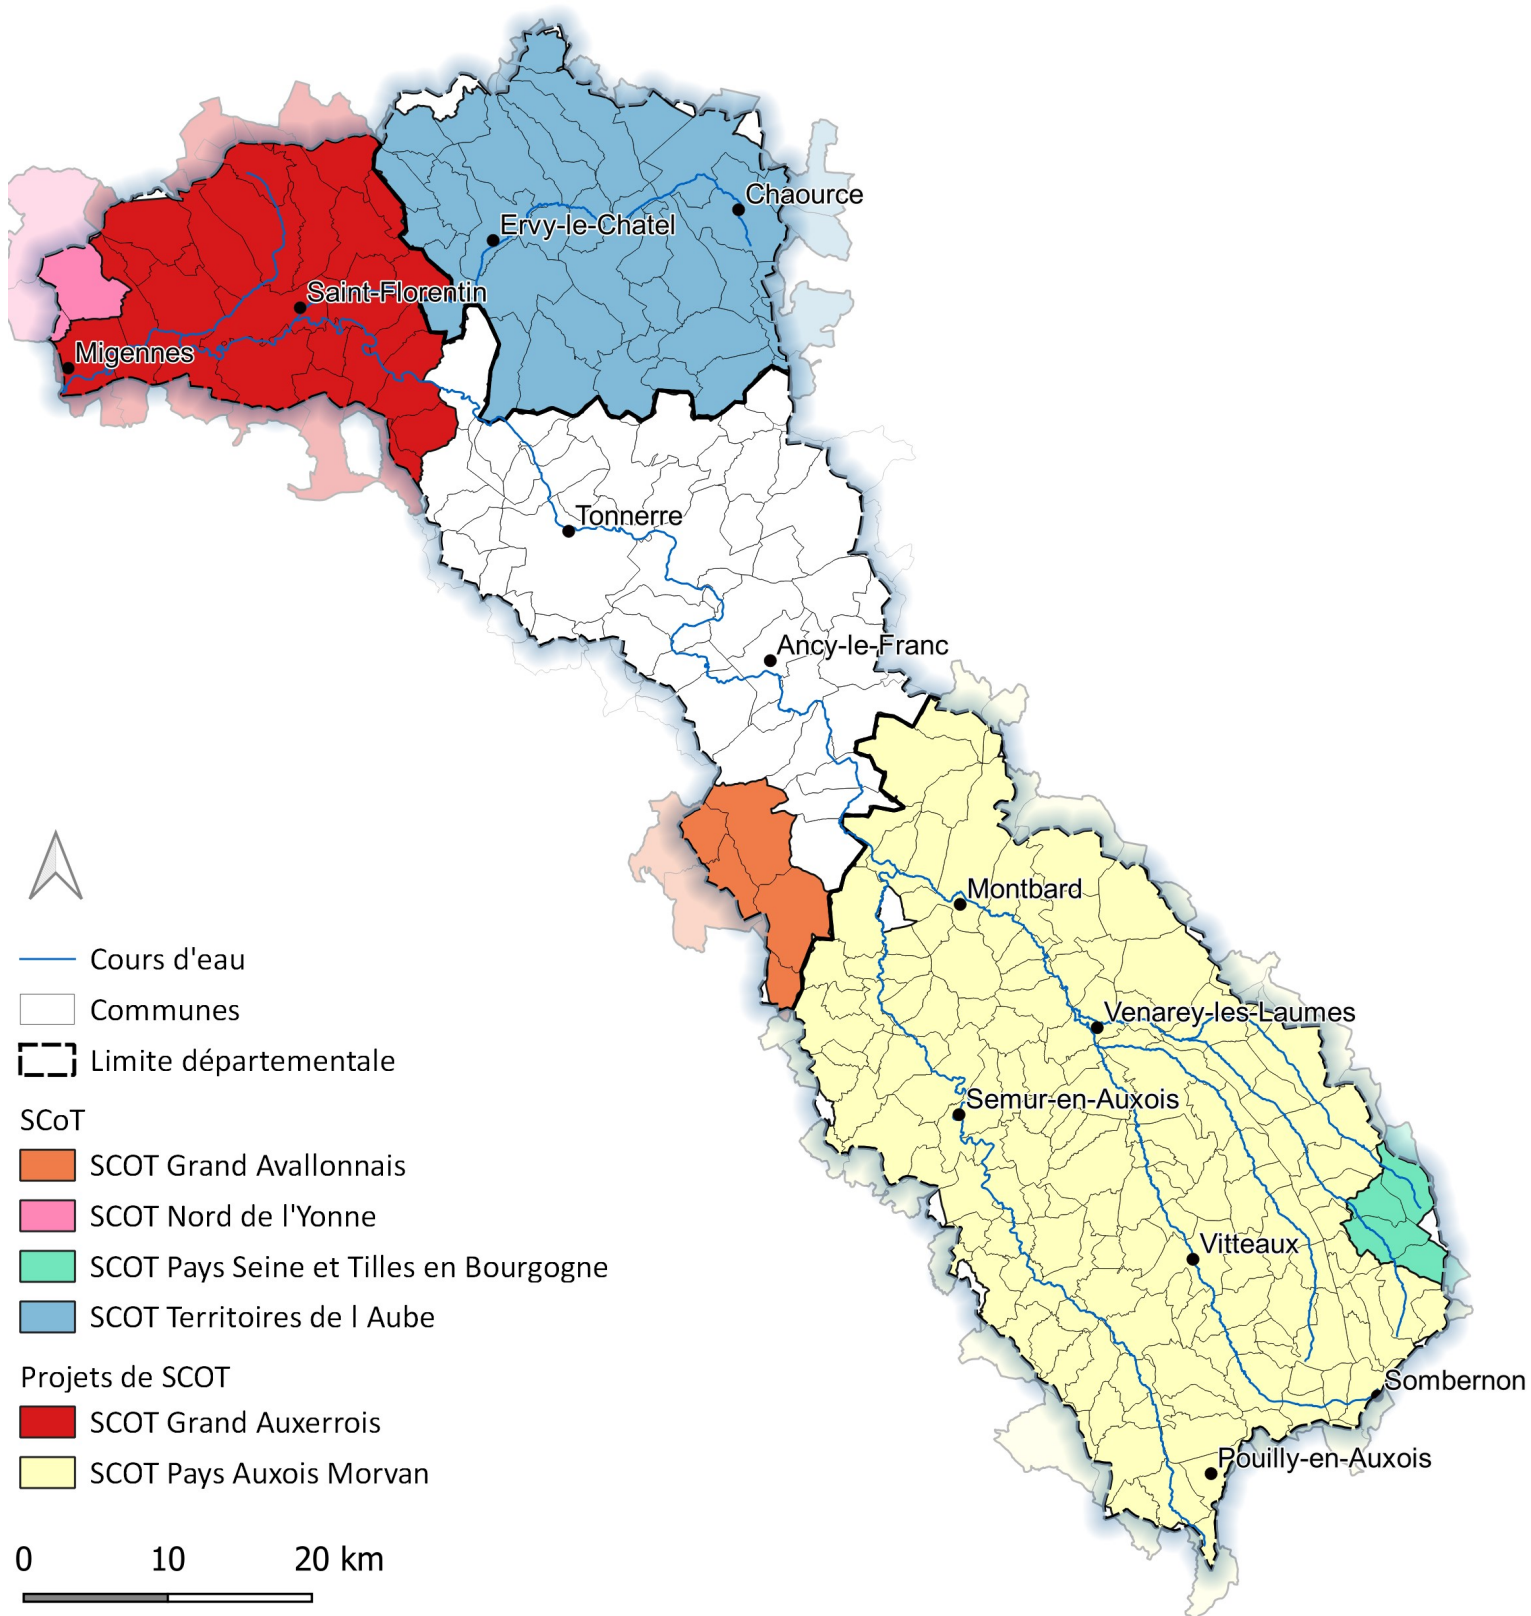 Chaource
Ervy-le-Chatel
Saint-Florentin
Migennes
Tonnerre
Ancy-le-Franc
Montbard
Venarey-les-Laumes
Semur-en-Auxois
Vitteaux
Sombernon
Pouilly-en-Auxois
Cours d'eau
Communes
Limite départementale
SCoT
SCOT Grand Avallonnais
SCOT Nord de l'Yonne
SCOT Pays Seine et Tilles en Bourgogne
SCOT Territoires de l Aube
Projets de SCOT
SCOT Grand Auxerrois
SCOT Pays Auxois Morvan
0 10 20 km